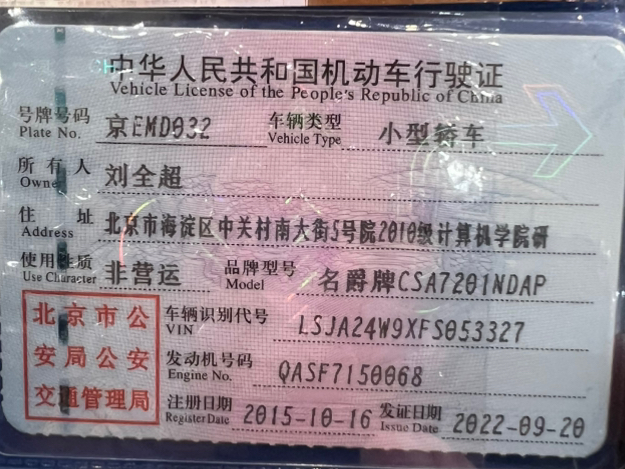 中华人民共和国机动车行驶证
Vehicle License of the People's Republic of China
号牌号码 京EMD932 车辆类型 小型轿车
Plate No. Vehicle Type
所有人 刘全超
Owner
住址 北京市海淀区中关村南大街5号院2010级计算机学院研
Address
使用性质 非营运 品牌型号 名爵牌CSA7201NDAP
Use Character Model
北京市公安局公安交通管理局
车辆识别代号 LSJA24W9XFS053327
VIN
发动机号码 QASF7150068
Engine No.
注册日期 2015-10-16 发证日期 2022-09-20
Register Date Issue Date